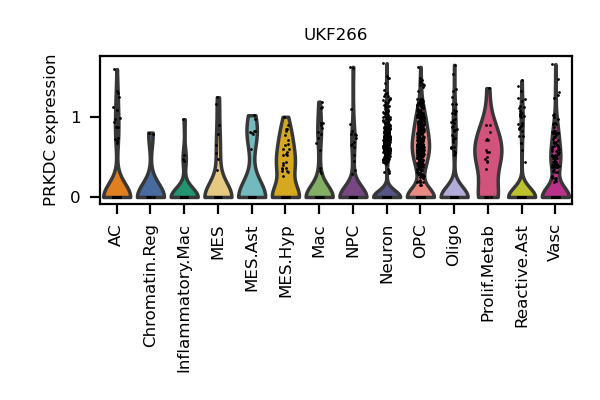 UKF266
PRKDC expression
1
0
AC
Chromatin.Reg
Inflammatory.Mac
MES
MES.Ast
MES.Hyp
Mac
NPC
Neuron
OPC
Oligo
Prolif.Metab
Reactive.Ast
Vasc